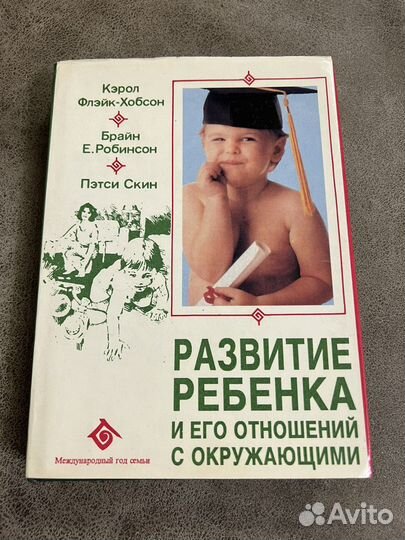 Кэрол
Флэйк-Хобсон
Брайн
Е. Робинсон
Пэтси Скин
РАЗВИТИЕ
РЕБЕНКА
И ЕГО ОТНОШЕНИЙ
С ОКРУЖАЮЩИМИ
Международный год семьи
Avito